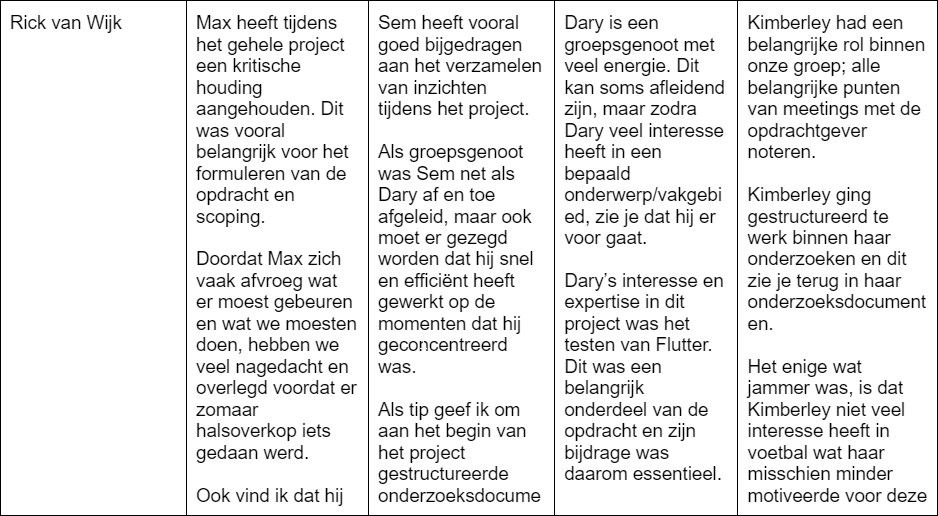 Rick van Wijk
Max heeft tijdens
het gehele project
een kritische
houding
aangehouden. Dit
was vooral
belangrijk voor het
formuleren van de
opdracht en
scoping.
Doordat Max zich
vaak afvroeg wat
er moest gebeuren
en wat we moesten
doen, hebben we
veel nagedacht en
overlegd voordat er
zomaar
halsoverkop iets
gedaan werd.
Ook vind ik dat hij
Sem heeft vooral
goed bijgedragen
aan het verzamelen
van inzichten
tijdens het project.
Als groepsgenoot
was Sem net als
Dary af en toe
afgeleid, maar ook
moet er gezegd
worden dat hij snel
en efficiënt heeft
gewerkt op de
momenten dat hij
geconcentreerd
was.
Als tip geef ik om
aan het begin van
het project
gestructureerde
onderzoeksdocume
Dary is een
groepsgenoot met
veel energie. Dit
kan soms afleidend
zijn, maar zodra
Dary veel interesse
heeft in een
bepaald
onderwerp/vakgebi
ed, zie je dat hij er
voor gaat.
Dary’s interesse en
expertise in dit
project was het
testen van Flutter.
Dit was een
belangrijk
onderdeel van de
opdracht en zijn
bijdrage was
daarom essentieel.
Kimberley had een
belangrijke rol binnen
onze groep; alle
belangrijke punten
van meetings met de
opdrachtgever
noteren.
Kimberley ging
gestructureerd te
werk binnen haar
onderzoeken en dit
zie je terug in haar
onderzoeksdocument
en.
Het enige wat
jammer was, is dat
Kimberley niet veel
interesse heeft in
voetbal wat haar
misschien minder
motiveerde voor deze